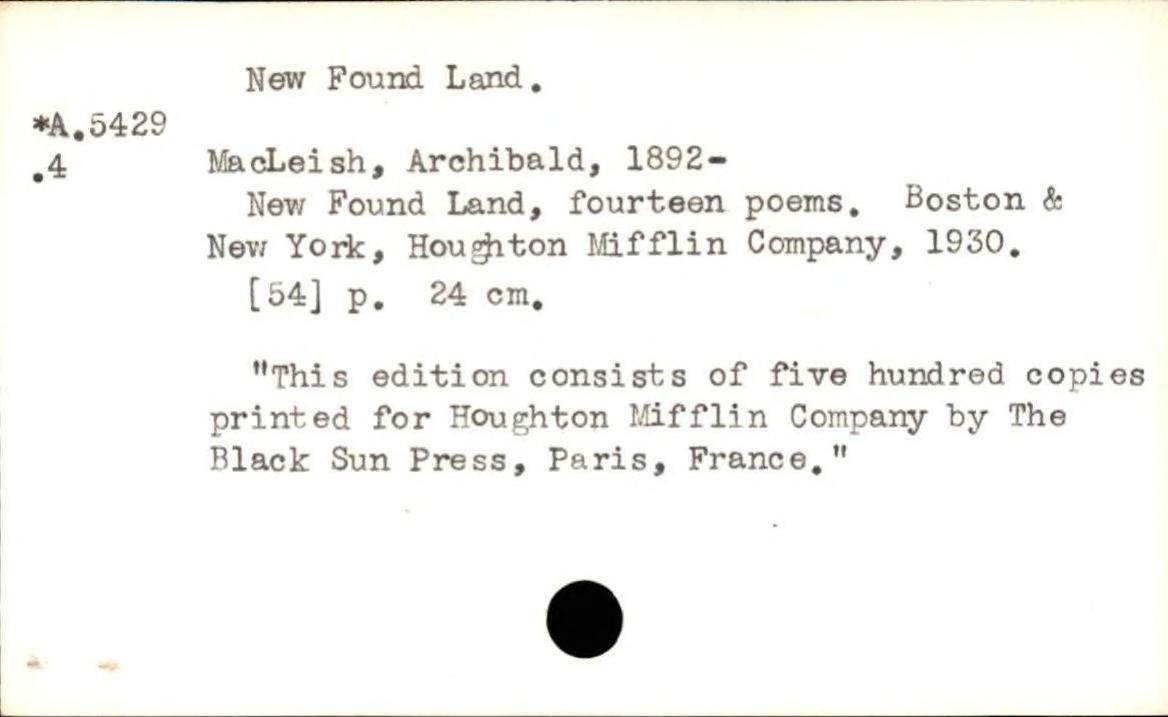 New Found Land.
*A.5429
.4
MacLeish, Archibald, 1892-
New Found Land, fourteen poems. Boston &
New York, Houghton Mifflin Company, 1930.
[54] p. 24 cm.
"This edition consists of five hundred copies
printed for Houghton Mifflin Company by The
Black Sun Press, Paris, France."